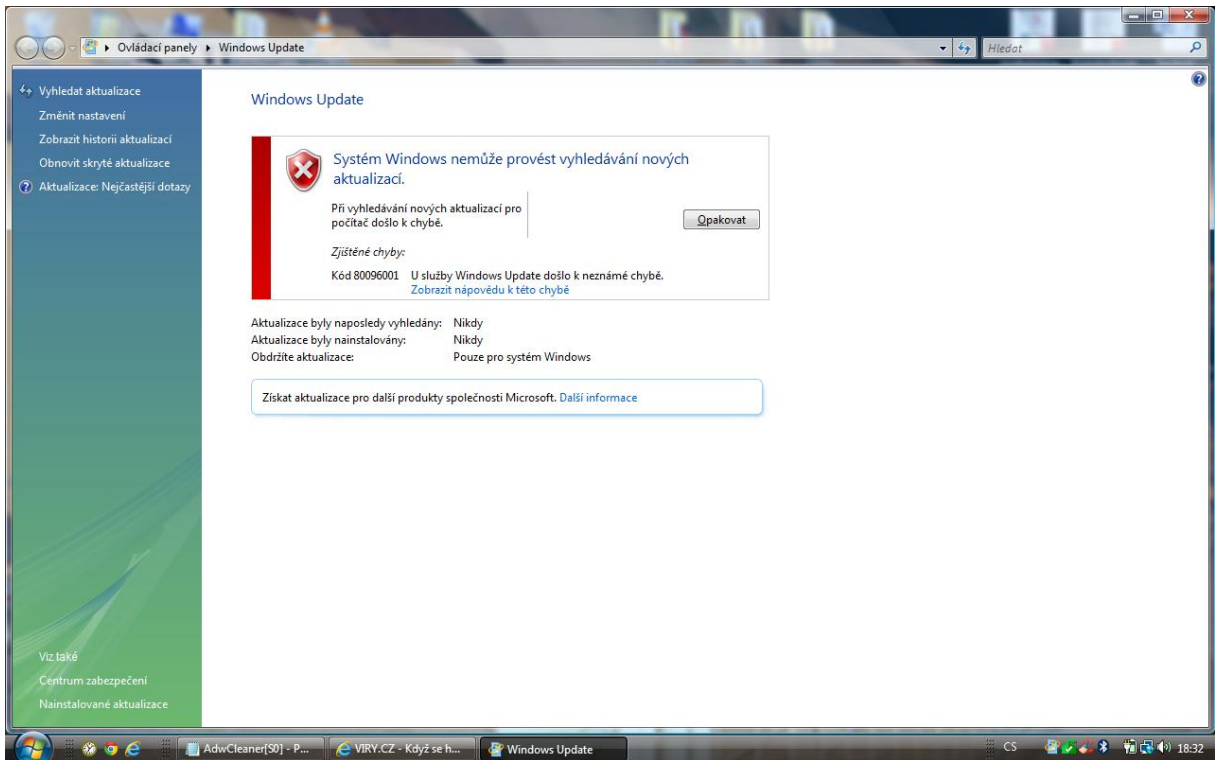 Ovládací panely ▸ Windows Update
Hledat
Vyhledat aktualizace
Změnit nastavení
Zobrazit historii aktualizací
Obnovit skryté aktualizace
Aktualizace: Nejčastější dotazy
Windows Update
Systém Windows nemůže provést vyhledávání nových
aktualizací.
Při vyhledávání nových aktualizací pro
počítač došlo k chybě.
Opakovat
Zjištěné chyby:
Kód 80096001 U služby Windows Update došlo k neznámé chybě.
Zobrazit nápovědu k této chybě
Aktualizace byly naposledy vyhledány: Nikdy
Aktualizace byly nainstalovány: Nikdy
Obdržíte aktualizace: Pouze pro systém Windows
Získat aktualizace pro další produkty společnosti Microsoft. Další informace
Viz také
Centrum zabezpečení
Nainstalované aktualizace
AdwCleaner[S0] - P... VIRY.CZ - Když se h... Windows Update CS 18:32